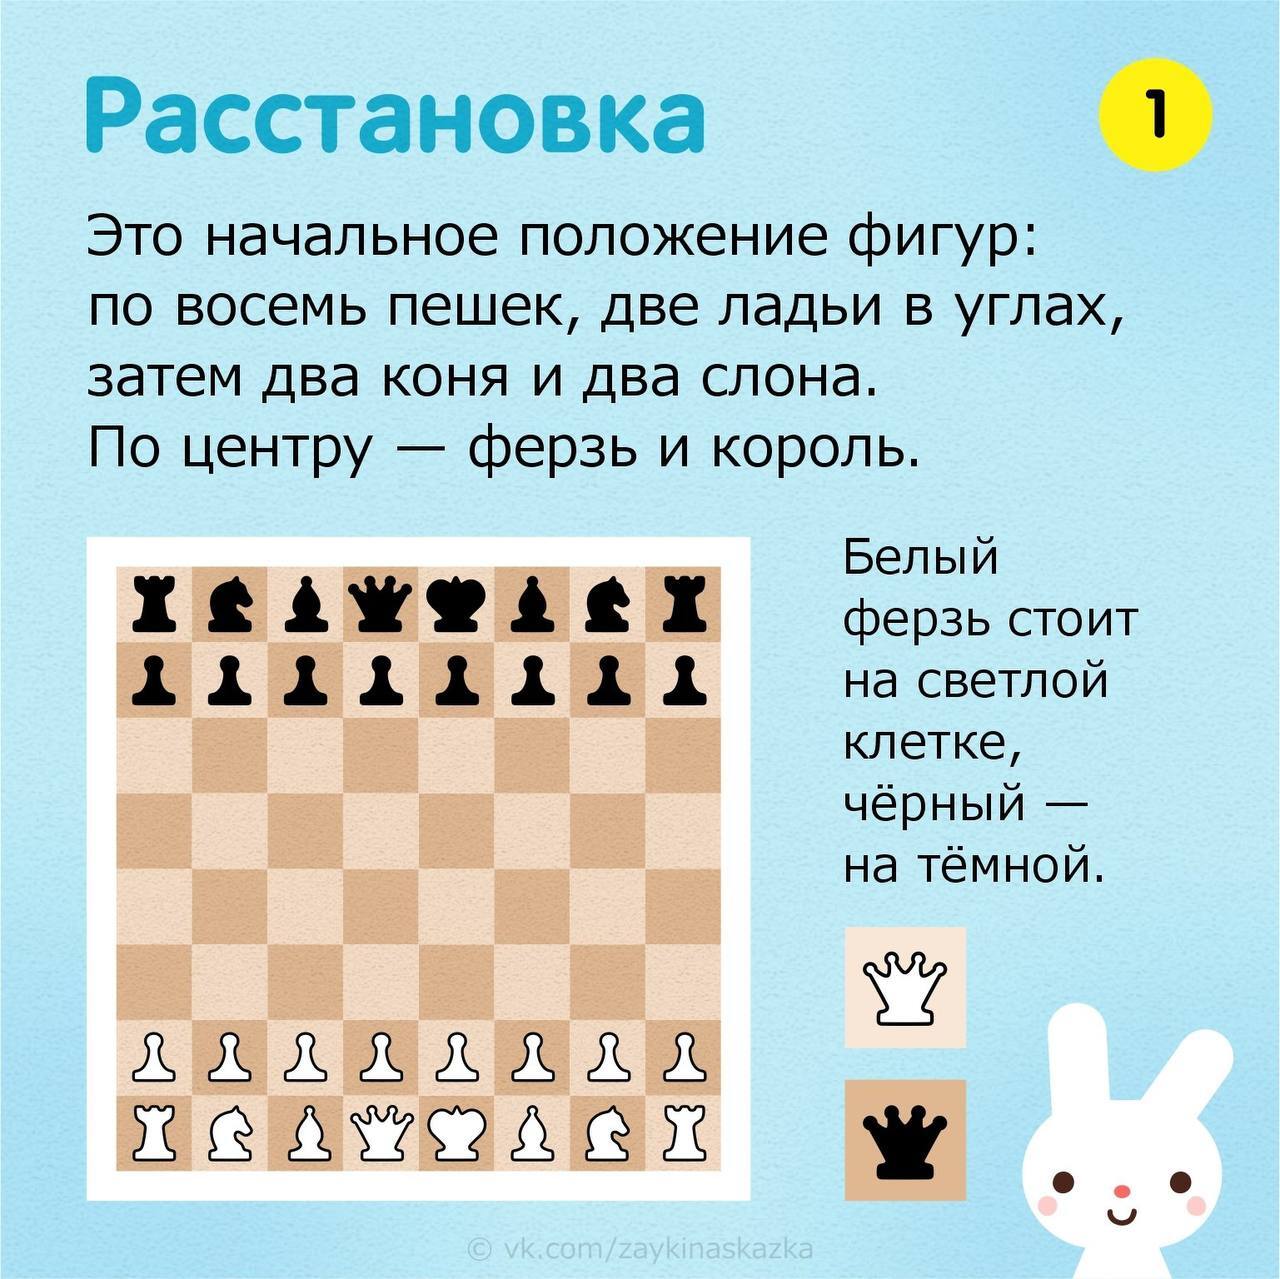 Расстановка
1
Это начальное положение фигур:
по восемь пешек, две ладьи в углах,
затем два коня и два слона.
По центру — ферзь и король.
Белый
ферзь стоит
на светлой
клетке,
чёрный —
на тёмной.
© vk.com/zaykinaskazka